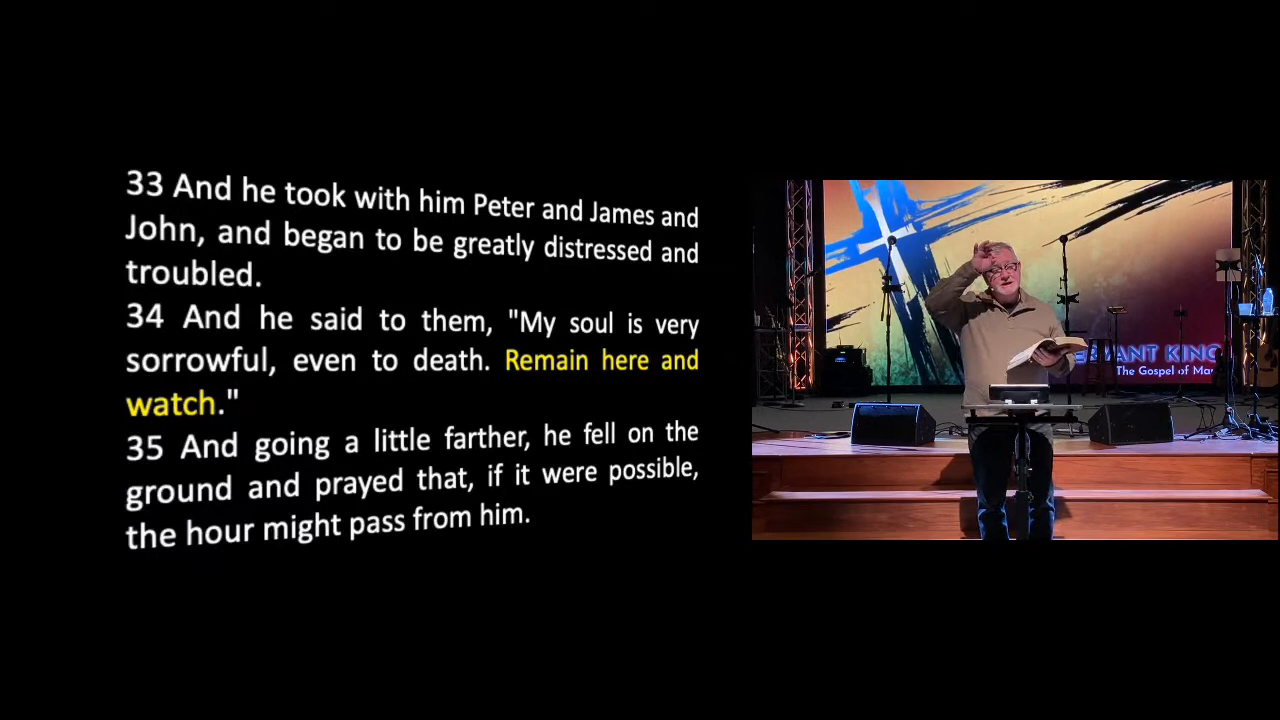 33 And he took with him Peter and James and
John, and began to be greatly distressed and
troubled.
34 And he said to them, "My soul is very
sorrowful, even to death. Remain here and
watch."
35 And going a little farther, he fell on the
ground and prayed that, if it were possible,
the hour might pass from him.
VANT KING
The Gospel of Mar